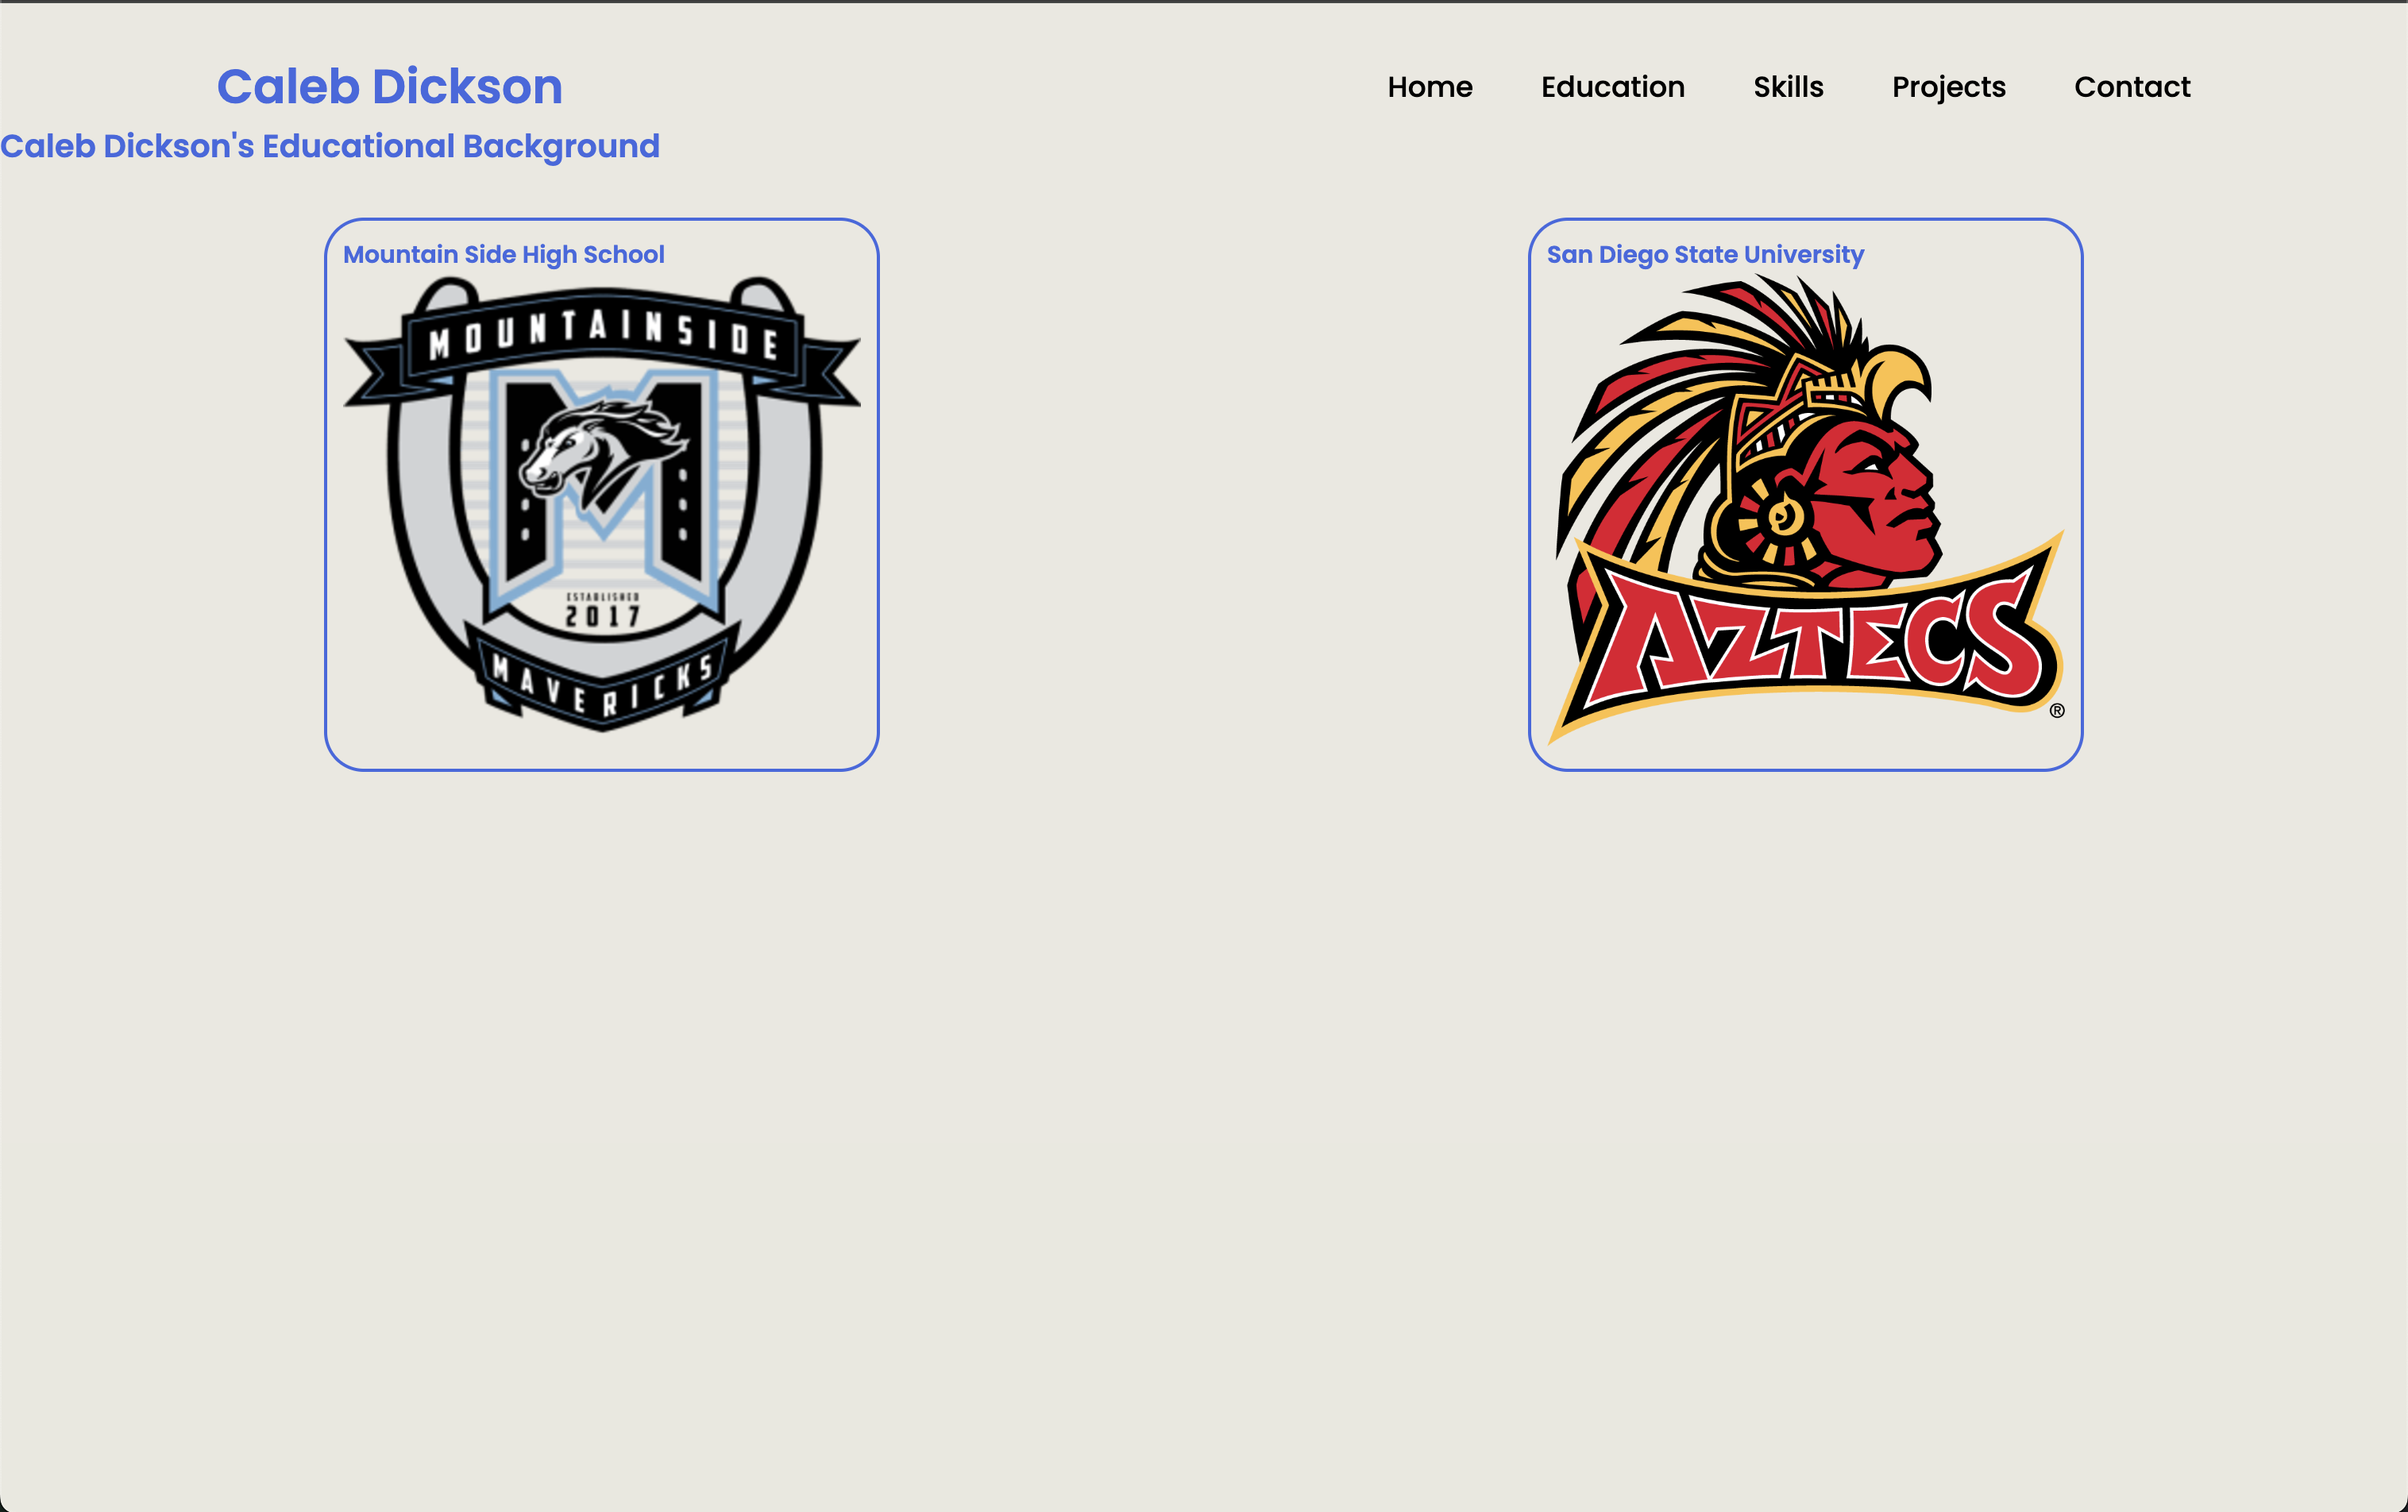 Caleb Dickson
Home Education Skills Projects Contact
Caleb Dickson's Educational Background
Mountain Side High School
MOUNTAINSIDE
M
ESTABLISHED
2017
MAVERICKS
San Diego State University
AZTECS
®